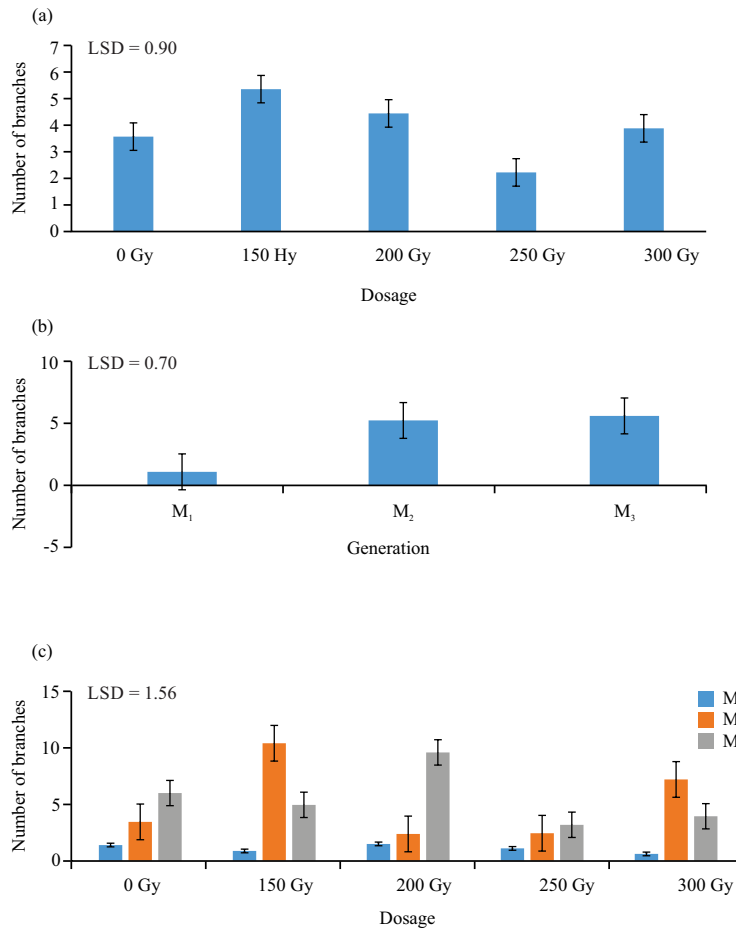 (a)
LSD = 0.90
Number of branches
7
6
5
4
3
2
1
0
0 Gy 150 Hy 200 Gy 250 Gy 300 Gy
Dosage
(b)
LSD = 0.70
Number of branches
10
5
0
-5
M₁ M₂ M₃
Generation
(c)
LSD = 1.56
Number of branches
15
10
5
0
M
M
M
0 Gy 150 Gy 200 Gy 250 Gy 300 Gy
Dosage